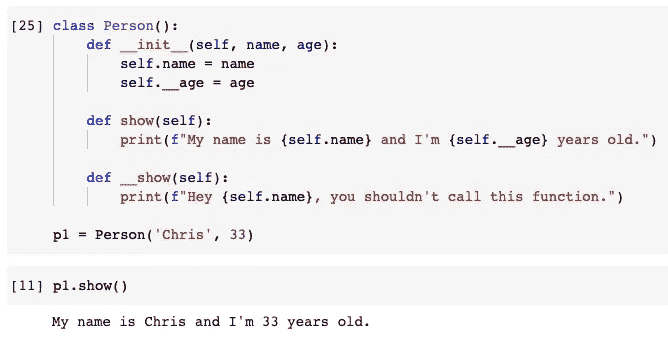 [25] class Person():
    def __init__(self, name, age):
        self.name = name
        self.__age = age
    def show(self):
        print(f"My name is {self.name} and I'm {self.__age} years old.")
    def __show(self):
        print(f"Hey {self.name}, you shouldn't call this function.")
p1 = Person('Chris', 33)
[11] p1.show()
My name is Chris and I'm 33 years old.